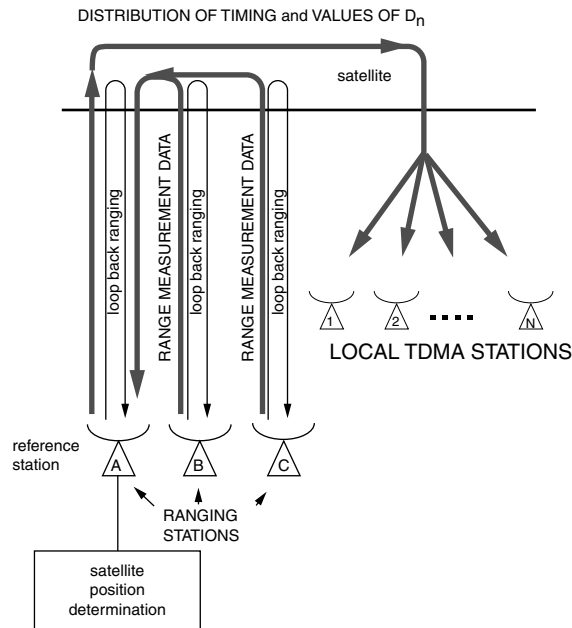 DISTRIBUTION OF TIMING and VALUES OF Dn
satellite
loop back ranging
RANGE MEASUREMENT DATA
loop back ranging
RANGE MEASUREMENT DATA
loop back ranging
1
2
N
LOCAL TDMA STATIONS
reference
station
A
B
C
RANGING
STATIONS
satellite
position
determination